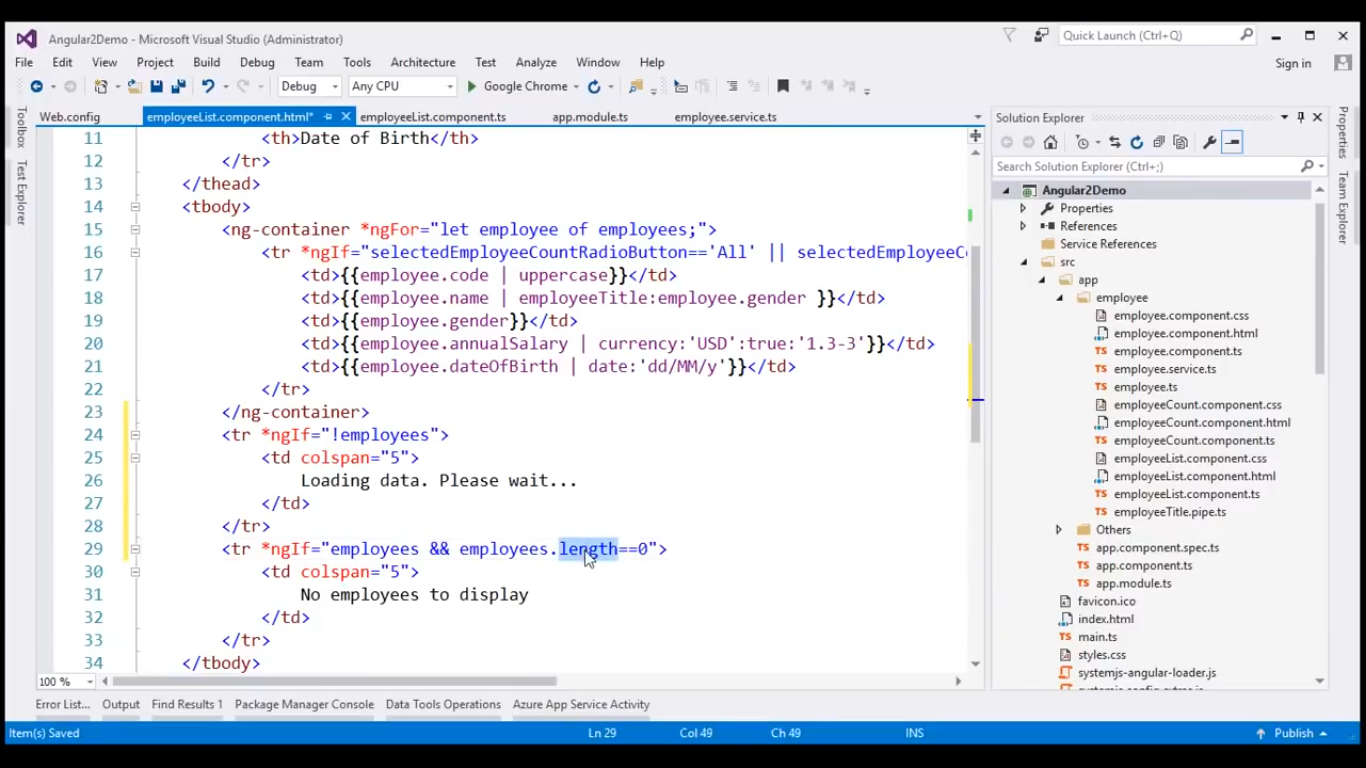 Angular2Demo - Microsoft Visual Studio (Administrator)
Quick Launch (Ctrl+Q)
File Edit View Project Build Debug Team Tools Architecture Test Analyze Window Help
Sign in
Debug Any CPU Google Chrome
Toolbox
Test Explorer
Web.config employeeList.component.html* employeeList.component.ts app.module.ts employee.service.ts
11 <th>Date of Birth</th>
12 </tr>
13 </thead>
14 <tbody>
15 <ng-container *ngFor="let employee of employees;">
16 <tr *ngIf="selectedEmployeeCountRadioButton=='All' || selectedEmployeeC
17 <td>{{employee.code | uppercase}}</td>
18 <td>{{employee.name | employeeTitle:employee.gender }}</td>
19 <td>{{employee.gender}}</td>
20 <td>{{employee.annualSalary | currency:'USD':true:'1.3-3'}}</td>
21 <td>{{employee.dateOfBirth | date:'dd/MM/y'}}</td>
22 </tr>
23 </ng-container>
24 <tr *ngIf="!employees">
25 <td colspan="5">
26 Loading data. Please wait...
27 </td>
28 </tr>
29 <tr *ngIf="employees && employees.length==0">
30 <td colspan="5">
31 No employees to display
32 </td>
33 </tr>
34 </tbody>
100 %
Solution Explorer
Search Solution Explorer (Ctrl+;)
Angular2Demo
Properties
References
Service References
src
app
employee
employee.component.css
employee.component.html
TS employee.component.ts
TS employee.service.ts
TS employee.ts
employeeCount.component.css
employeeCount.component.html
TS employeeCount.component.ts
employeeList.component.css
employeeList.component.html
TS employeeList.component.ts
TS employeeTitle.pipe.ts
Others
TS app.component.spec.ts
TS app.component.ts
TS app.module.ts
favicon.ico
index.html
TS main.ts
styles.css
systemjs-angular-loader.js
Properties
Team Explorer
Error List... Output Find Results 1 Package Manager Console Data Tools Operations Azure App Service Activity
Item(s) Saved Ln 29 Col 49 Ch 49 INS Publish